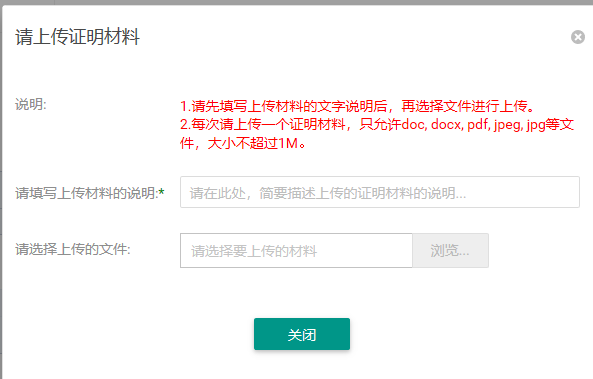 请上传证明材料
说明:
1.请先填写上传材料的文字说明后，再选择文件进行上传。
2.每次请上传一个证明材料，只允许doc, docx, pdf, jpeg, jpg等文
件，大小不超过1M。
请填写上传材料的说明:*
请在此处，简要描述上传的证明材料的说明...
请选择上传的文件:
请选择要上传的材料
浏览...
关闭